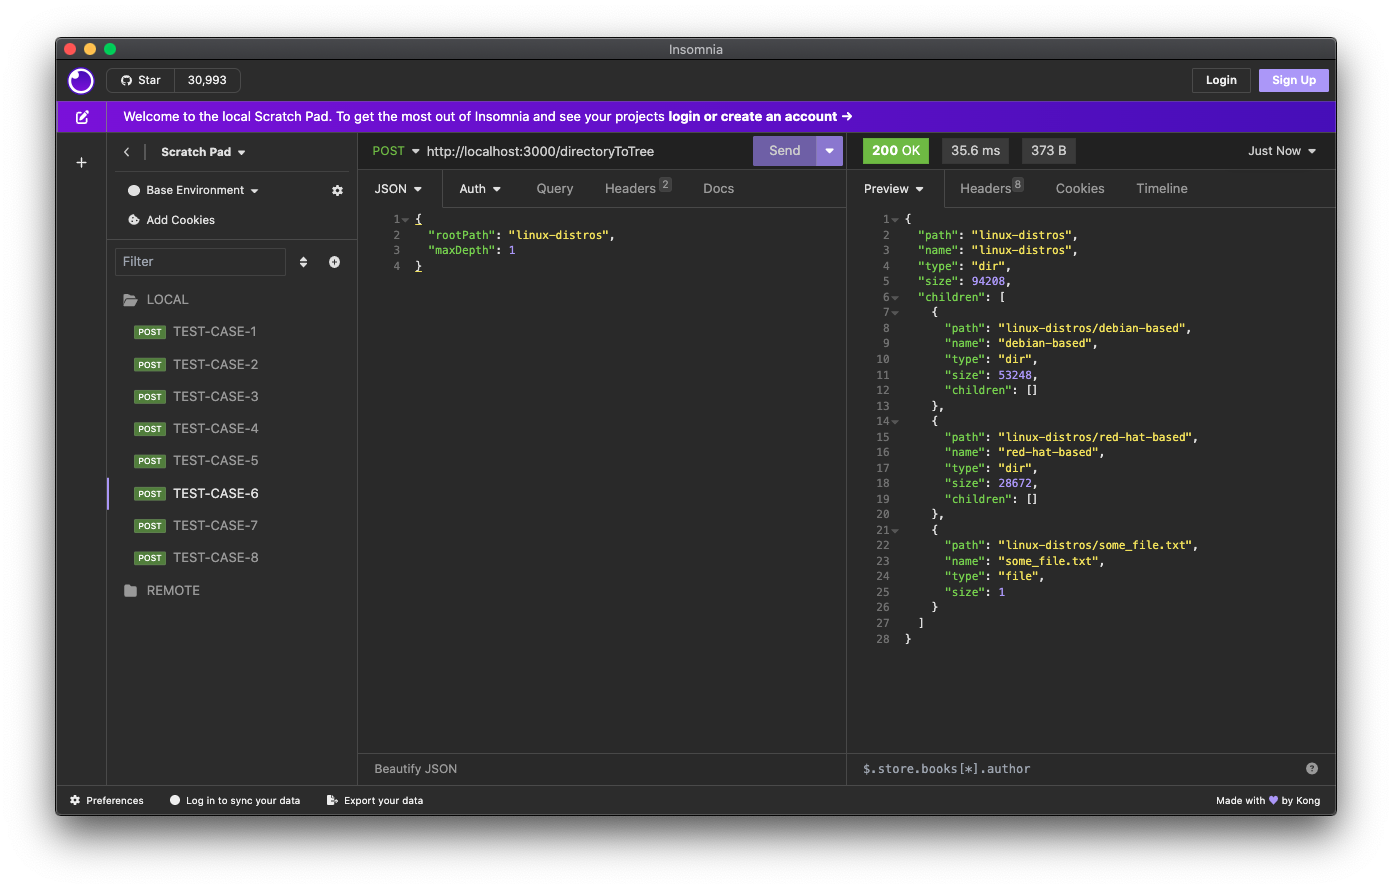 Insomnia
Star 30,993
Login Sign Up
Welcome to the local Scratch Pad. To get the most out of Insomnia and see your projects login or create an account →
Scratch Pad
Base Environment
Add Cookies
Filter
LOCAL
POST TEST-CASE-1
POST TEST-CASE-2
POST TEST-CASE-3
POST TEST-CASE-4
POST TEST-CASE-5
POST TEST-CASE-6
POST TEST-CASE-7
POST TEST-CASE-8
REMOTE
POST http://localhost:3000/directoryToTree Send
JSON Auth Query Headers 2 Docs
1 {
2 "rootPath": "linux-distros",
3 "maxDepth": 1
4 }
Beautify JSON
200 OK 35.6 ms 373 B Just Now
Preview Headers 8 Cookies Timeline
1 {
2 "path": "linux-distros",
3 "name": "linux-distros",
4 "type": "dir",
5 "size": 94208,
6 "children": [
7 {
8 "path": "linux-distros/debian-based",
9 "name": "debian-based",
10 "type": "dir",
11 "size": 53248,
12 "children": []
13 },
14 {
15 "path": "linux-distros/red-hat-based",
16 "name": "red-hat-based",
17 "type": "dir",
18 "size": 28672,
19 "children": []
20 },
21 {
22 "path": "linux-distros/some_file.txt",
23 "name": "some_file.txt",
24 "type": "file",
25 "size": 1
26 }
27 ]
28 }
$.store.books[*].author ?
Preferences Log in to sync your data Export your data Made with 💜 by Kong